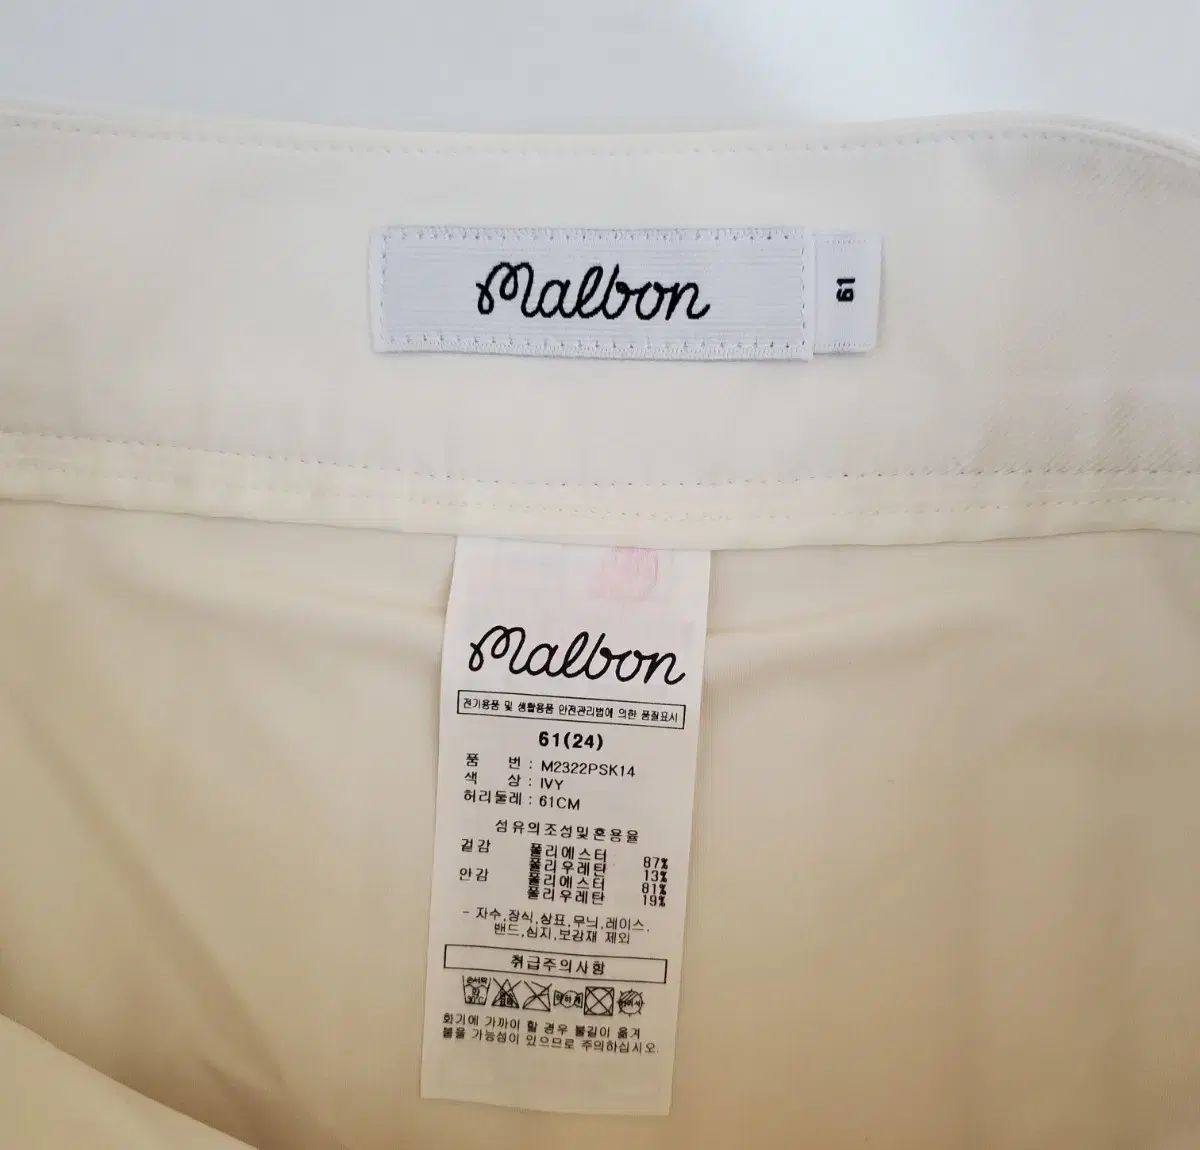 Malbon
61
Malbon
전기용품 및 생활용품 안전관리법에 의한 품질표시
61(24)
품 번 : M2322PSK14
색 상 : IVY
허리둘레 : 61CM
섬유의조성및혼용율
겉감 폴리에스터 87%
폴리우레탄 13%
안감 폴리에스터 81%
폴리우레탄 19%
- 자수,장식,상표,무늬,레이스,
밴드,심지,보강재 제외
취급주의사항
화기에 가까이 할 경우 불길이 옮겨
붙을 가능성이 있으므로 주의하십시오.